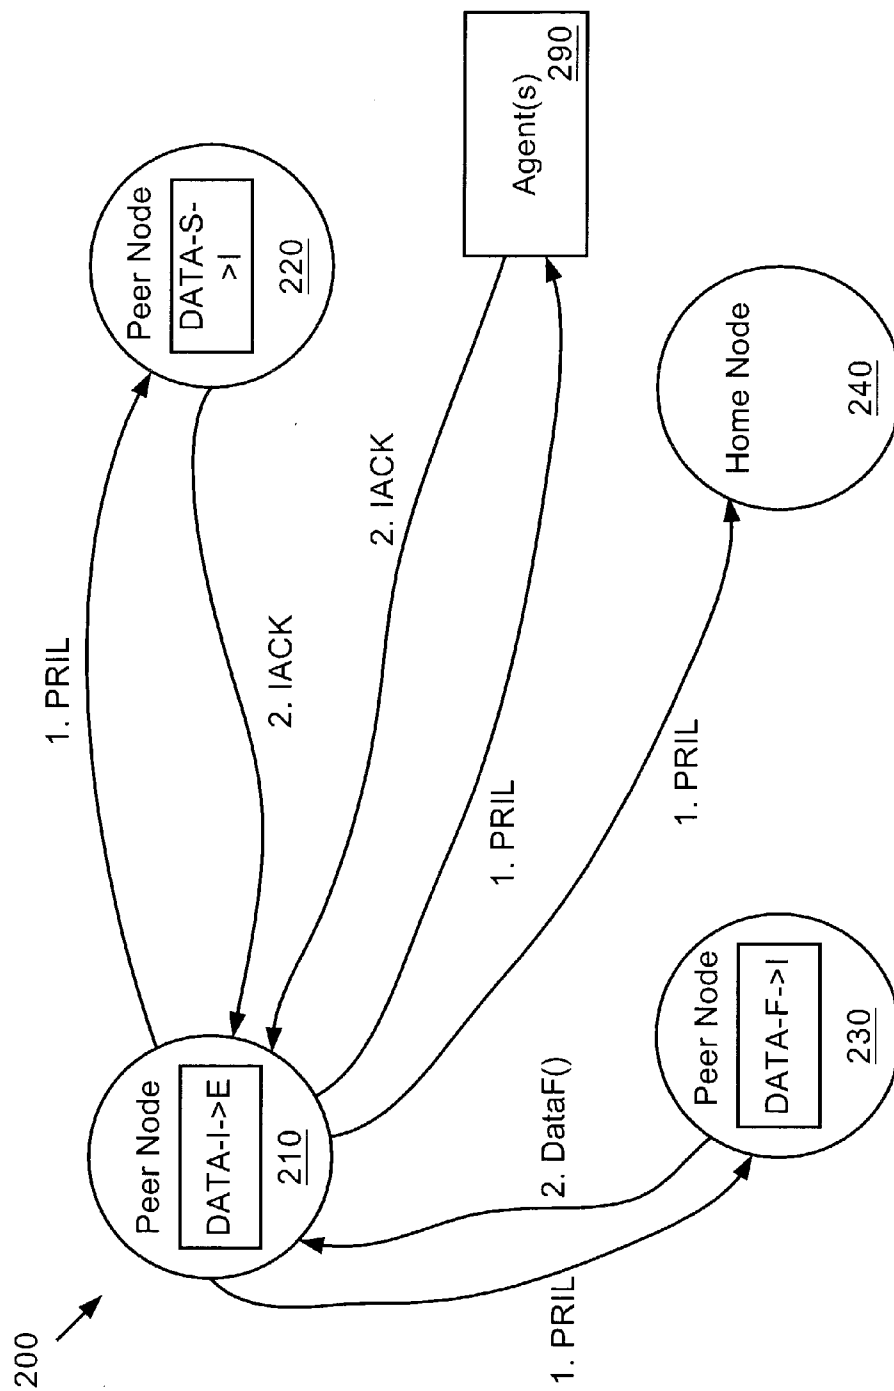 200
Peer Node
DATA-I->E
210
1. PRIL
Peer Node
DATA-S-
>I
220
2. IACK
2. IACK
Agent(s)
290
1. PRIL
1. PRIL
2. DataF()
1. PRIL
Peer Node
DATA-F->I
230
Home Node
240